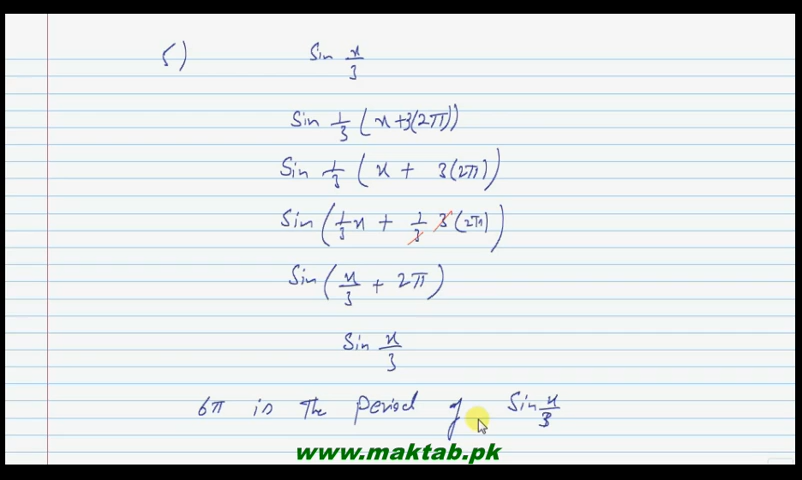 5) Sin x/3
Sin 1/3 (x+3(2π))
Sin 1/3 (x + 3(2π))
Sin (1/3 x + 1/3 3(2π))
Sin (x/3 + 2π)
Sin x/3
6π is The period of Sin x/3
www.maktab.pk